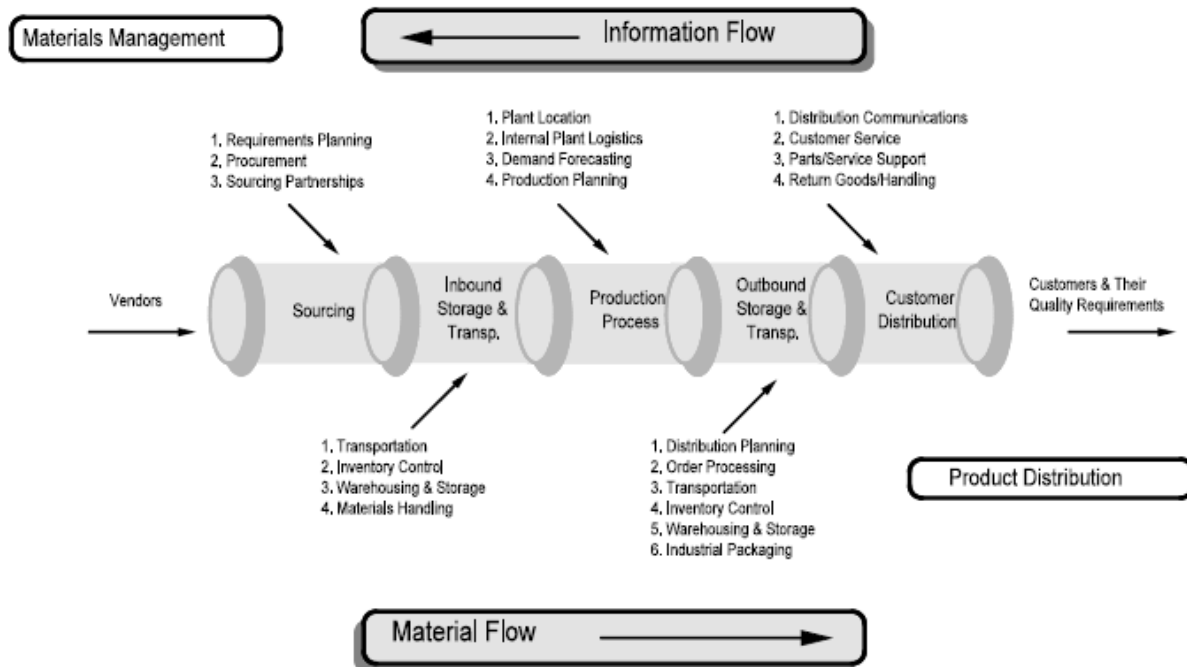 Materials Management
Information Flow
1. Requirements Planning
2. Procurement
3. Sourcing Partnerships
1. Plant Location
2. Internal Plant Logistics
3. Demand Forecasting
4. Production Planning
1. Distribution Communications
2. Customer Service
3. Parts/Service Support
4. Return Goods/Handling
Vendors
Sourcing
Inbound
Storage &
Transp.
Production
Process
Outbound
Storage &
Transp.
Customer
Distribution
Customers & Their
Quality Requirements
1. Transportation
2. Inventory Control
3. Warehousing & Storage
4. Materials Handling
1. Distribution Planning
2. Order Processing
3. Transportation
4. Inventory Control
5. Warehousing & Storage
6. Industrial Packaging
Product Distribution
Material Flow